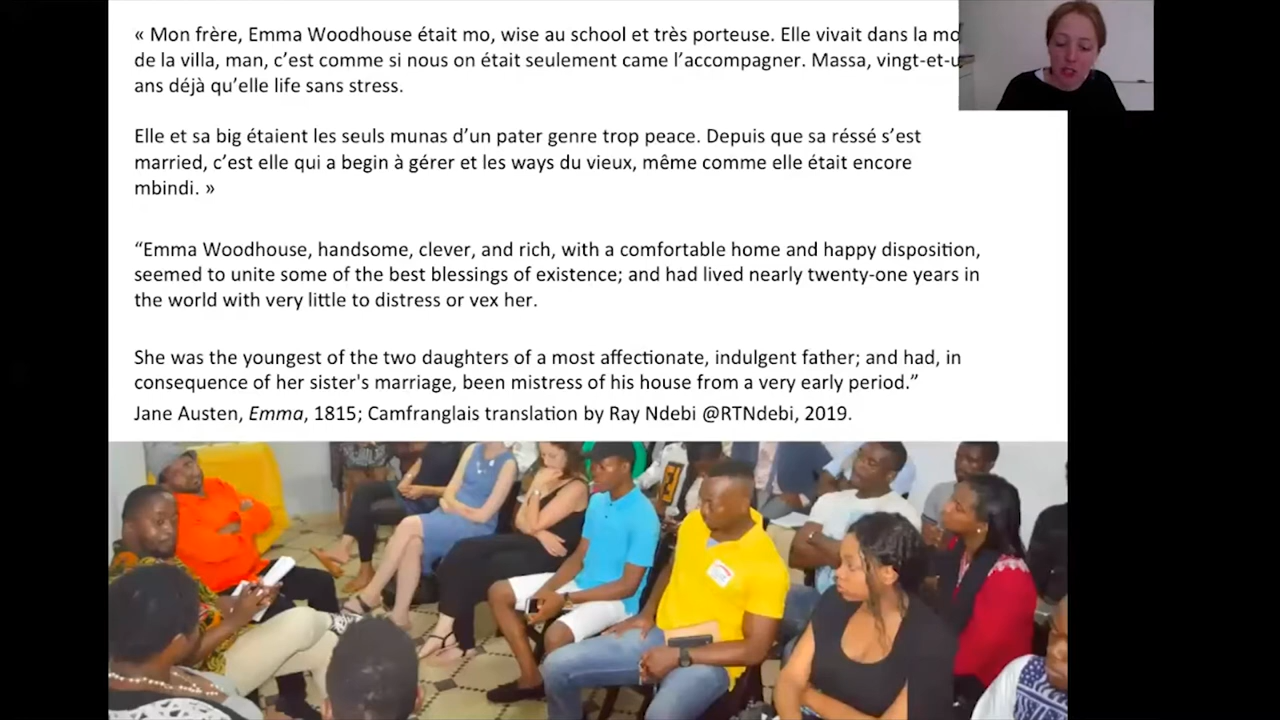 « Mon frère, Emma Woodhouse était mo, wise au school et très porteuse. Elle vivait dans la mo
de la villa, man, c’est comme si nous on était seulement came l’accompagner. Massa, vingt-et-u
ans déjà qu’elle life sans stress.
Elle et sa big étaient les seuls munas d’un pater genre trop peace. Depuis que sa réssé s’est
married, c’est elle qui a begin à gérer et les ways du vieux, même comme elle était encore
mbindi. »
“Emma Woodhouse, handsome, clever, and rich, with a comfortable home and happy disposition,
seemed to unite some of the best blessings of existence; and had lived nearly twenty-one years in
the world with very little to distress or vex her.
She was the youngest of the two daughters of a most affectionate, indulgent father; and had, in
consequence of her sister's marriage, been mistress of his house from a very early period.”
Jane Austen, Emma, 1815; Camfranglais translation by Ray Ndebi @RTNdebi, 2019.